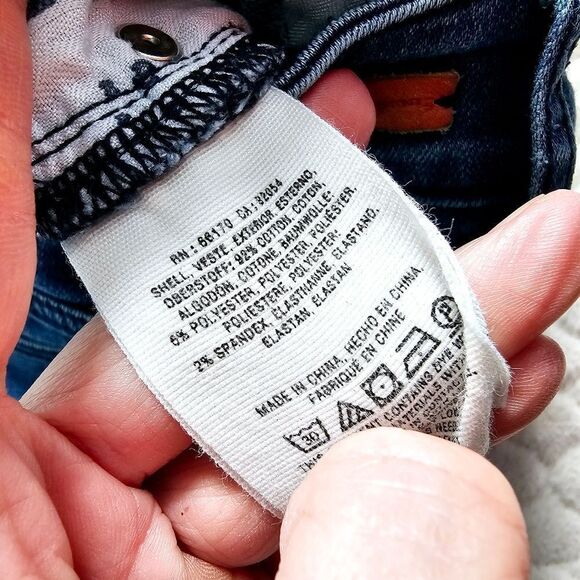 RN: 66170 CA: 32054
SHELL, VESTE, EXTERIOR, ESTERNO,
OBERSTOFF: 92% COTTON, COTON,
ALGODÓN, COTONE, BAUMWOLLE;
6% POLYESTER, POLYESTER, POLIÉSTER,
POLIESTERE, POLYESTER;
2% SPANDEX, ELASTHANNE, ELASTANO,
ELASTAN, ELASTAN
MADE IN CHINA, HECHO EN CHINA,
FABRIQUÉ EN CHINE
30 P
CONTAINS